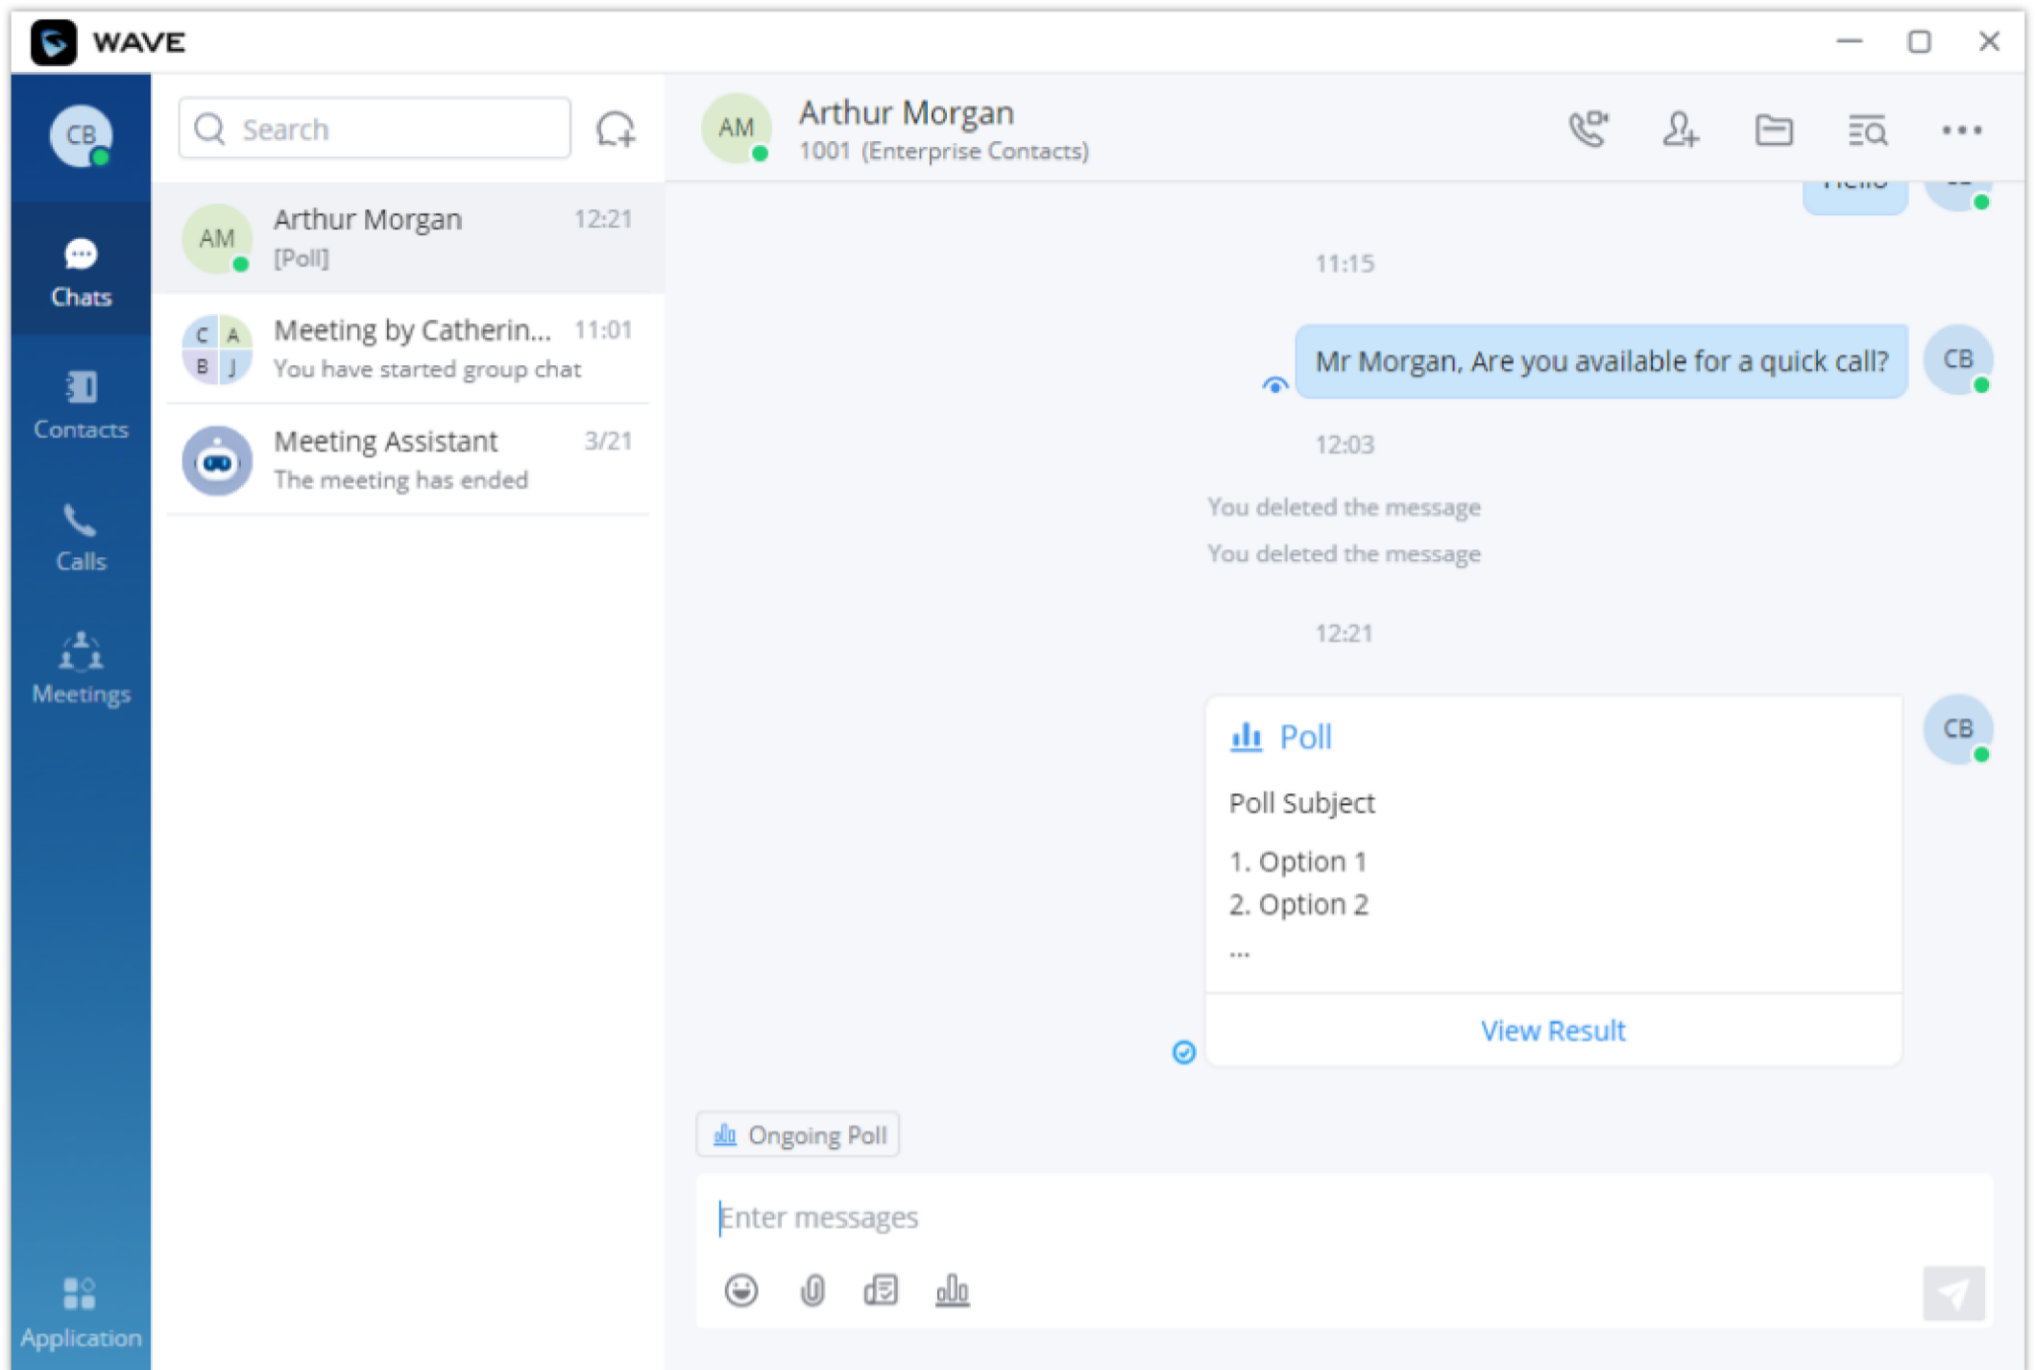 WAVE
CB
Chats
Contacts
Calls
Meetings
Application
Search
AM
Arthur Morgan
12:21
[Poll]
C A
B J
Meeting by Catherin...
11:01
You have started group chat
Meeting Assistant
3/21
The meeting has ended
AM
Arthur Morgan
1001 (Enterprise Contacts)
11:15
Mr Morgan, Are you available for a quick call?
CB
12:03
You deleted the message
You deleted the message
12:21
CB
Poll
Poll Subject
1. Option 1
2. Option 2
...
View Result
Ongoing Poll
Enter messages